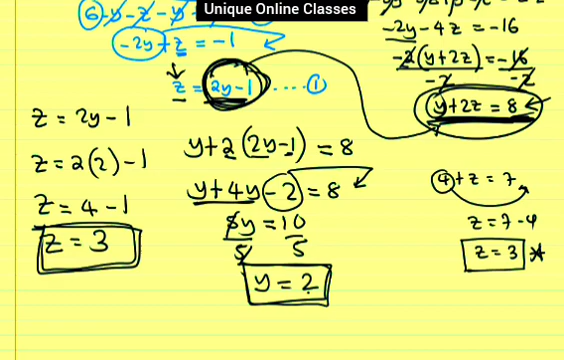 Unique Online Classes
6-y-z-y
-2y+z = -1
z = 2y-1 .....①
-2y-4z = -16
-2(y+2z) = -16
-2 -2
y+2z = 8
z = 2y-1
z = 2(2)-1
z = 4-1
z = 3
y+2(2y-1) = 8
y+4y-2 = 8
5y = 10
5 5
y = 2
4+z = 7
z = 7-4
z = 3